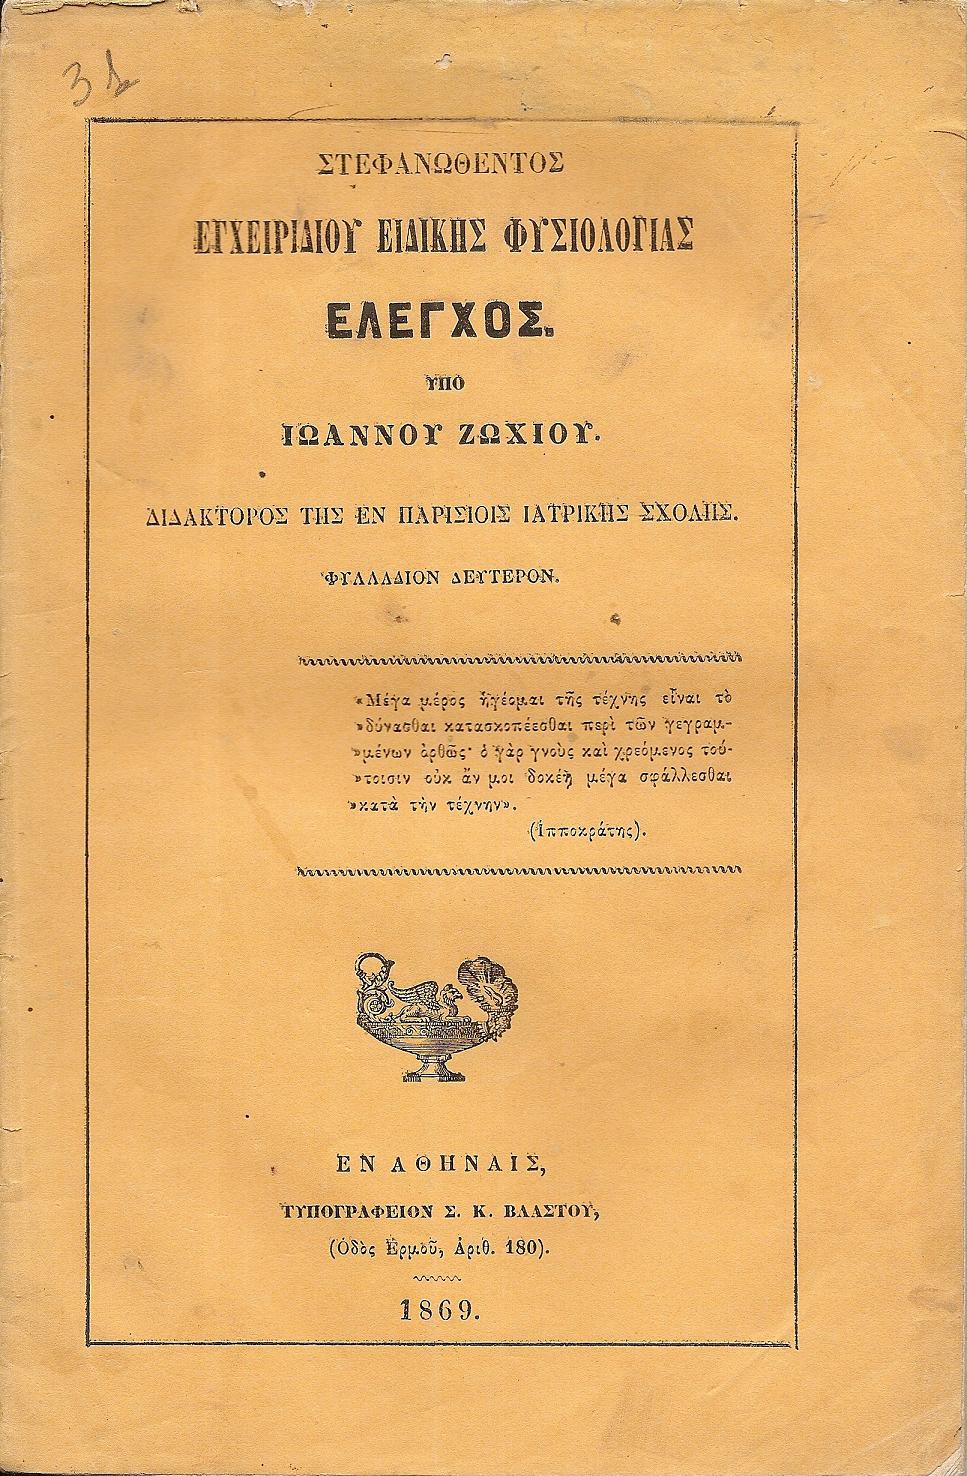 ΣΤΕΦΑΝΩΘΕΝΤΟΣ
ΕΓΧΕΙΡΙΔΙΟΥ ΕΙΔΙΚΗΣ ΦΥΣΙΟΛΟΓΙΑΣ
ΕΛΕΓΧΟΣ.
ΥΠΟ
ΙΩΑΝΝΟΥ ΖΩΧΙΟΥ.
ΔΙΔΑΚΤΟΡΟΣ ΤΗΣ ΕΝ ΠΑΡΙΣΙΟΙΣ ΙΑΤΡΙΚΗΣ ΣΧΟΛΗΣ.
ΦΥΛΛΑΔΙΟΝ ΔΕΥΤΕΡΟΝ.
«Μέγα μέρος ἡγέομαι τῆς τέχνης εἶναι τὸ
»δύνασθαι κατασκοπέεσθαι περὶ τῶν γεγραμ-
»μένων ὀρθῶς· ὁ γὰρ γνοὺς καὶ χρεόμενος τού-
»τοισιν οὐκ ἄν μοι δοκέῃ μέγα σφάλλεσθαι
»κατὰ τὴν τέχνην».
(Ἱπποκράτης).
ΕΝ ΑΘΗΝΑΙΣ,
ΤΥΠΟΓΡΑΦΕΙΟΝ Σ. Κ. ΒΛΑΣΤΟΥ,
(Ὁδὸς Ἑρμοῦ, Ἀριθ. 180).
1869.